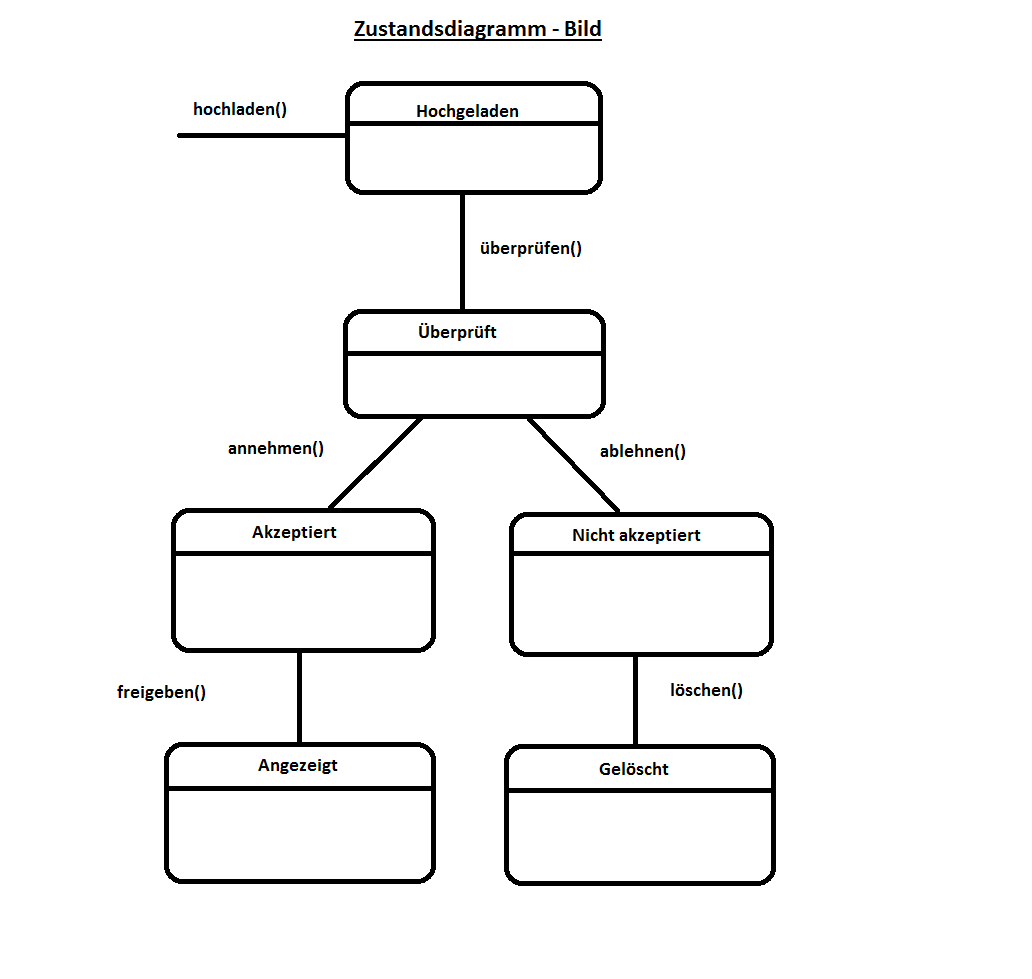 Zustandsdiagramm - Bild
hochladen()
Hochgeladen
überprüfen()
Überprüft
annehmen()
ablehnen()
Akzeptiert
Nicht akzeptiert
freigeben()
löschen()
Angezeigt
Gelöscht